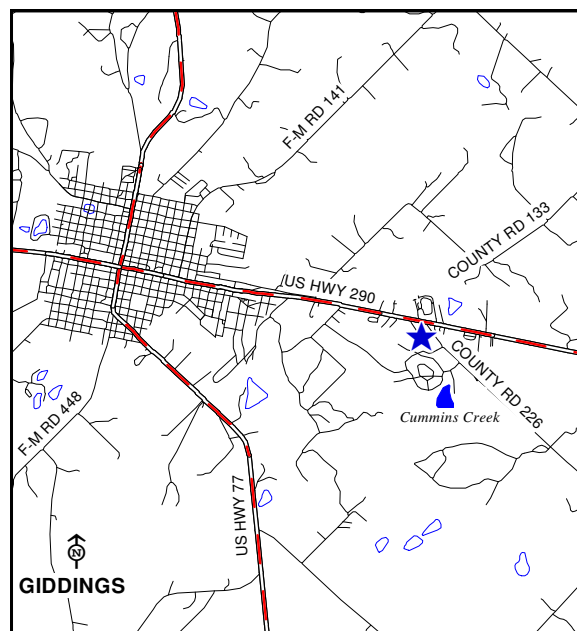 F-M RD 141
COUNTY RD 133
US HWY 290
COUNTY RD 226
Cummins Creek
F-M RD 448
US HWY 77
N
GIDDINGS